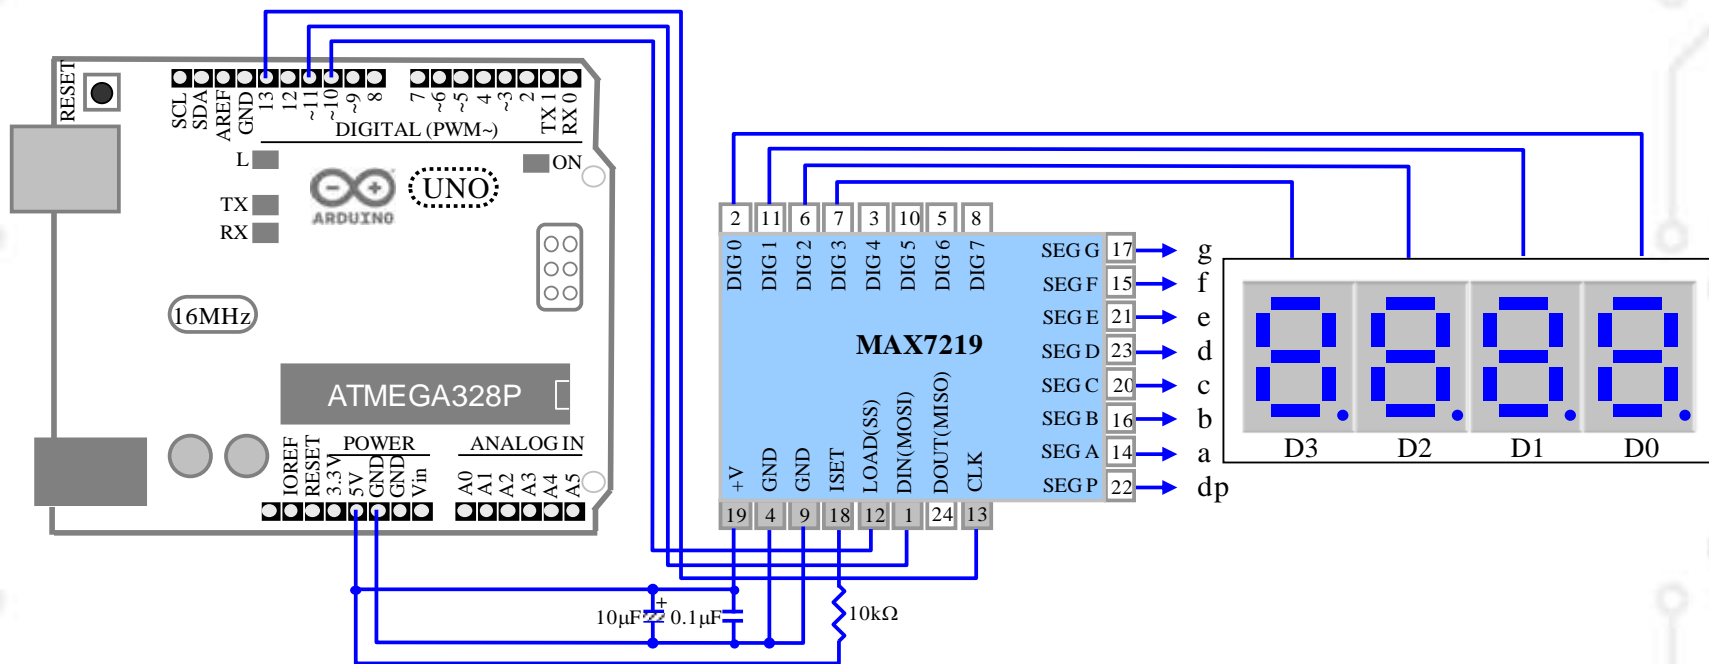 RESET
SCL
SDA
AREF
GND
13
12
~11
~10
~9
8
7
~6
~5
4
~3
2
TX 1
RX 0
DIGITAL (PWM~)
L
ON
TX
RX
ARDUINO
UNO
16MHz
ATMEGA328P
POWER
ANALOG IN
IOREF
RESET
3.3V
5V
GND
GND
Vin
A0
A1
A2
A3
A4
A5
2 11 6 7 3 10 5 8
DIG 0
DIG 1
DIG 2
DIG 3
DIG 4
DIG 5
DIG 6
DIG 7
MAX7219
SEG G 17 g
SEG F 15 f
SEG E 21 e
SEG D 23 d
SEG C 20 c
SEG B 16 b
SEG A 14 a
SEG P 22 dp
+V
GND
GND
ISET
LOAD(SS)
DIN(MOSI)
DOUT(MISO)
CLK
19 4 9 18 12 1 24 13
10μF
+
0.1μF
10kΩ
D3 D2 D1 D0